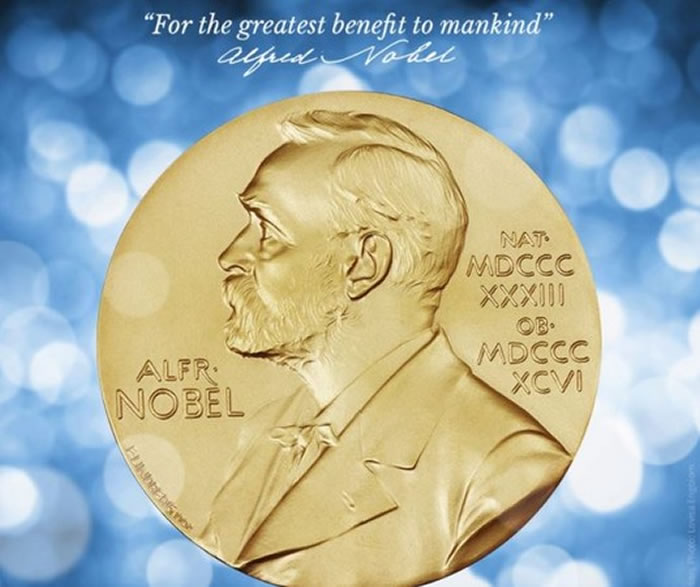 “For the greatest benefit to mankind”
Alfred Nobel
NAT·
MDCCC
XXXIII
OB·
MDCCC
XCVI
ALFR·
NOBEL